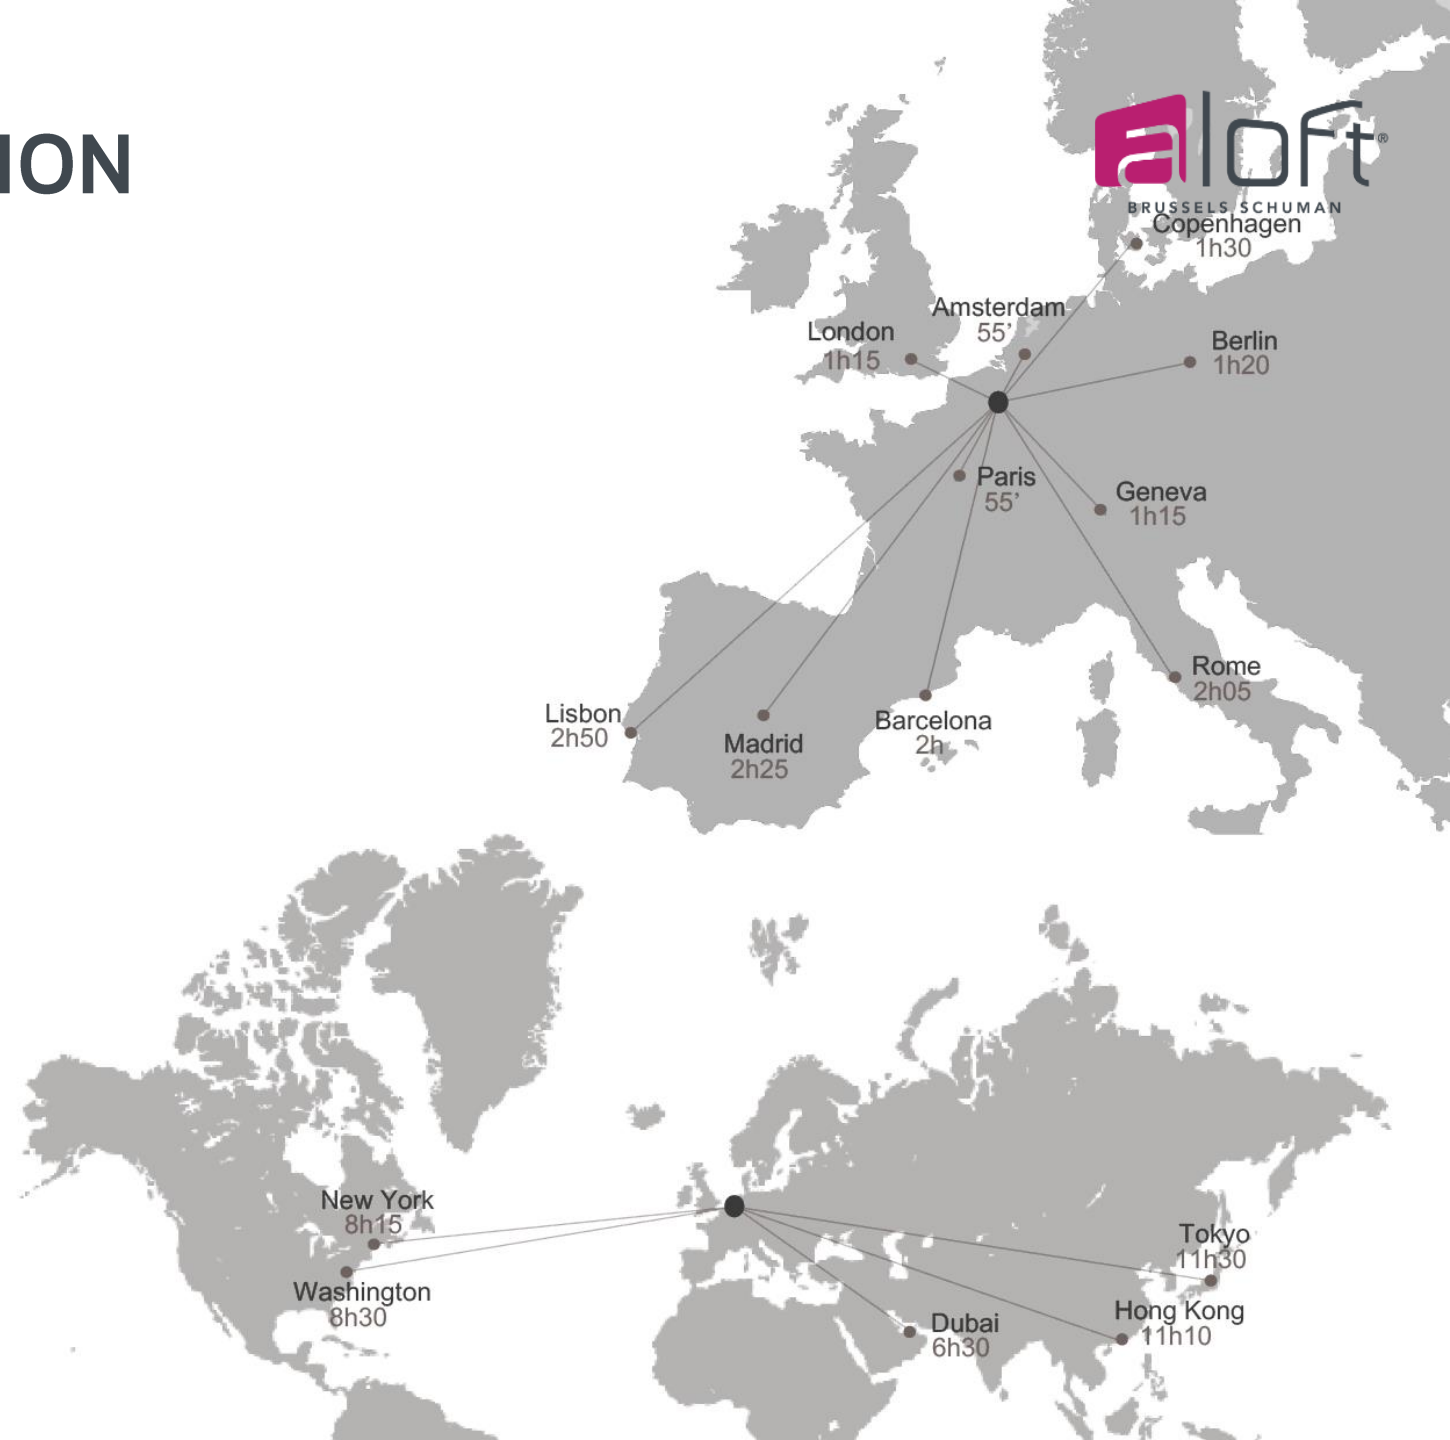 ION
aloft®
BRUSSELS SCHUMAN
Copenhagen
1h30
Amsterdam
55’
London
1h15
Berlin
1h20
Paris
55’
Geneva
1h15
Rome
2h05
Lisbon
2h50
Madrid
2h25
Barcelona
2h
New York
8h15
Washington
8h30
Tokyo
11h30
Hong Kong
11h10
Dubai
6h30